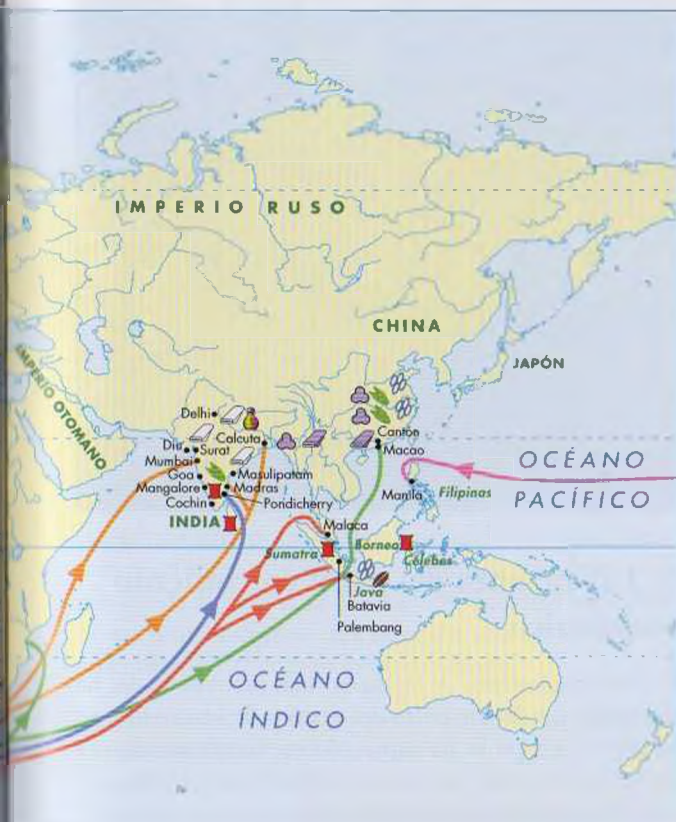 IMPERIO RUSO
CHINA
JAPÓN
IMPERIO OTOMANO
Delhi
Diu
Surat
Calcuta
Mumbai
Goa
Masulipatam
Mangalore
Madras
Cochin
Pondicherry
INDIA
Cantón
Macao
OCÉANO
PACÍFICO
Manila
Filipinas
Malaca
Sumatra
Borneo
Célebes
Java
Batavia
Palembang
OCÉANO
ÍNDICO